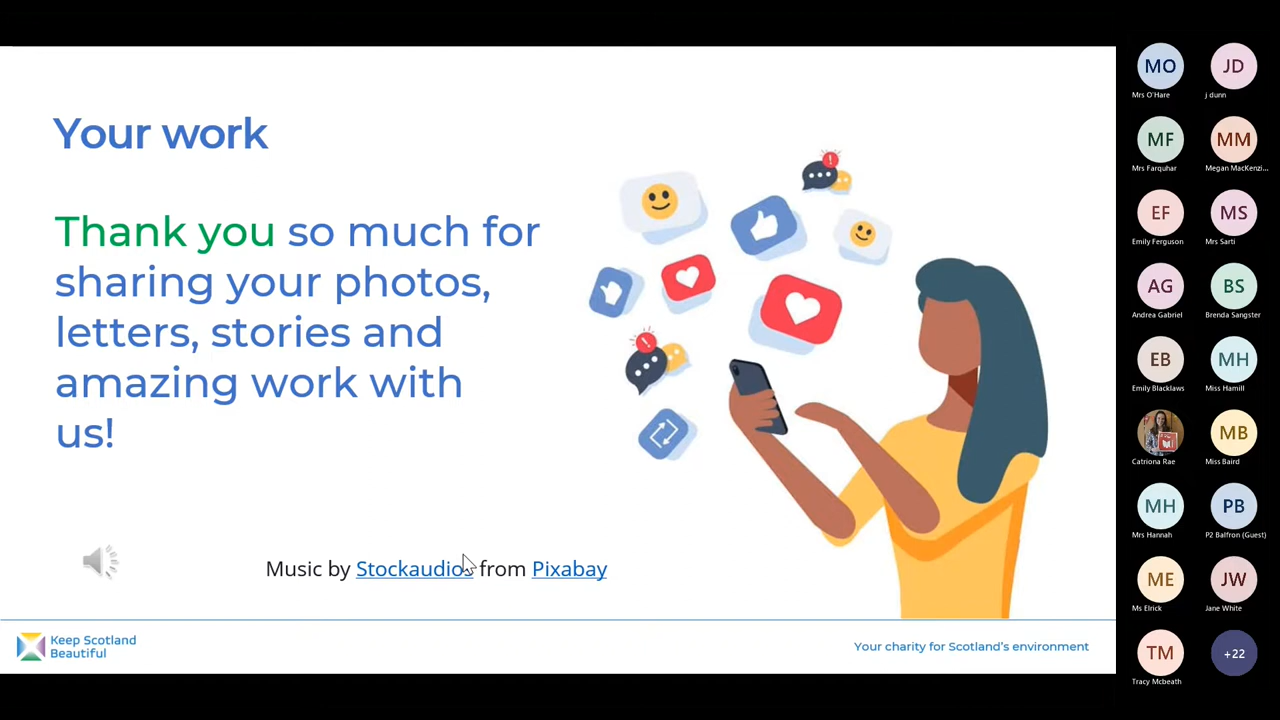 Your work
Thank you so much for
sharing your photos,
letters, stories and
amazing work with
us!
Music by Stockaudios from Pixabay
Keep Scotland
Beautiful
Your charity for Scotland's environment
MO
Mrs O'Hare
JD
j dunn
MF
Mrs Farquhar
MM
Megan MacKenzi...
EF
Emily Ferguson
MS
Mrs Sarti
AG
Andrea Gabriel
BS
Brenda Sangster
EB
Emily Blacklaws
MH
Miss Hamill
Catriona Rae
MB
Miss Baird
MH
Mrs Hannah
PB
P2 Balfron (Guest)
ME
Ms Elrick
JW
Jane White
TM
Tracy Mcbeath
+22